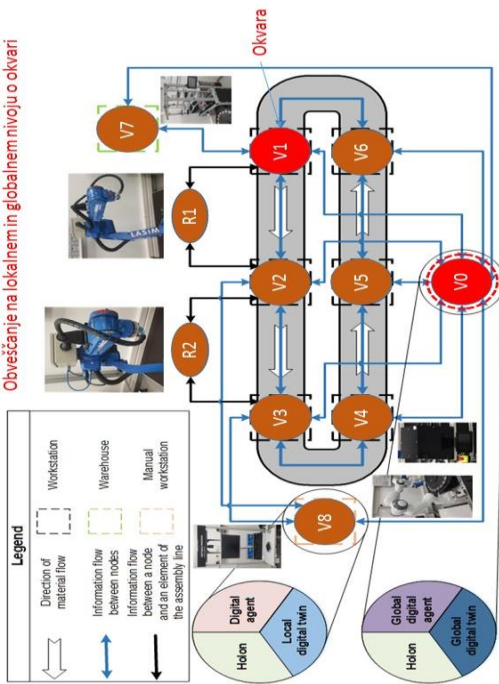 Obveščanje na lokalnem in globalnem nivoju o okvari
Legend
Direction of
material flow
Workstation
Information flow
between nodes
Warehouse
Information flow
between a node
and an element of
the assembly line
Manual
workstation
Okvara
V7
R1
R2
LASIM
V1
V2
V3
V6
V5
V4
V8
V0
Holon
Digital
agent
Local
digital twin
Holon
Global
digital
agent
Global
digital twin